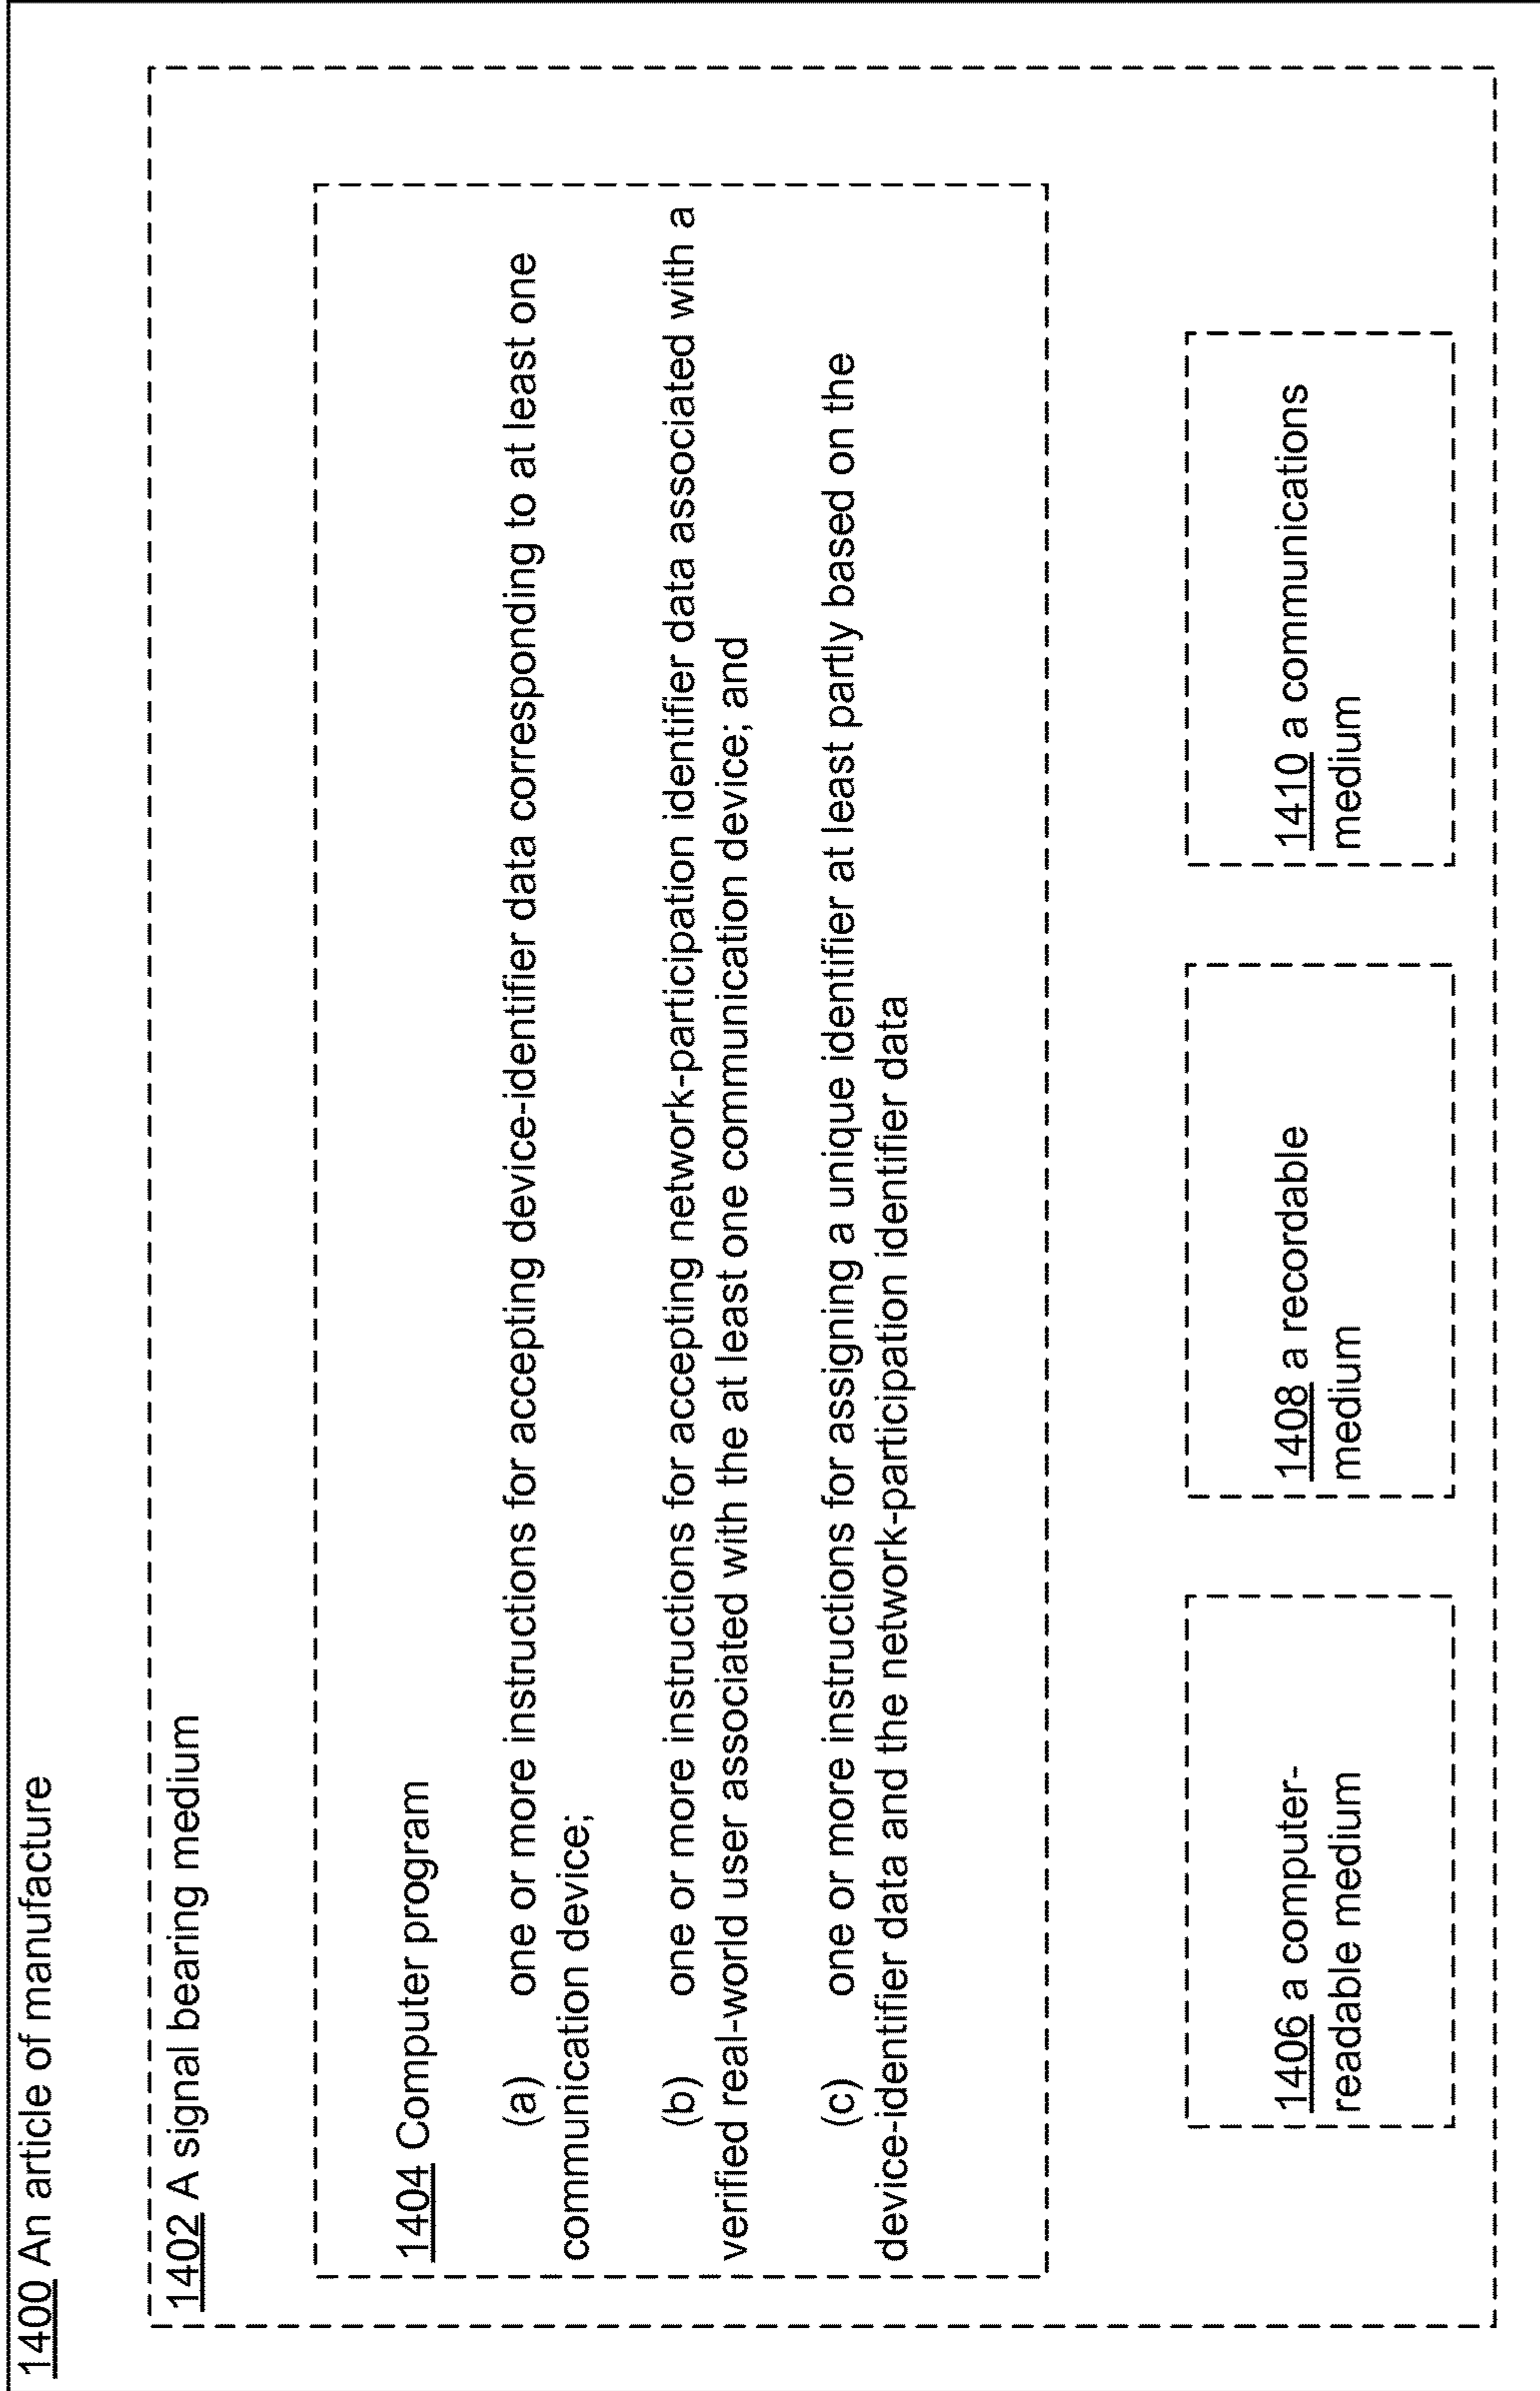 1400 An article of manufacture
1402 A signal bearing medium
1404 Computer program
(a) one or more instructions for accepting device-identifier data corresponding to at least one
communication device;
(b) one or more instructions for accepting network-participation identifier data associated with a
verified real-world user associated with the at least one communication device; and
(c) one or more instructions for assigning a unique identifier at least partly based on the
device-identifier data and the network-participation identifier data
1406 a computer-
readable medium
1408 a recordable
medium
1410 a communications
medium